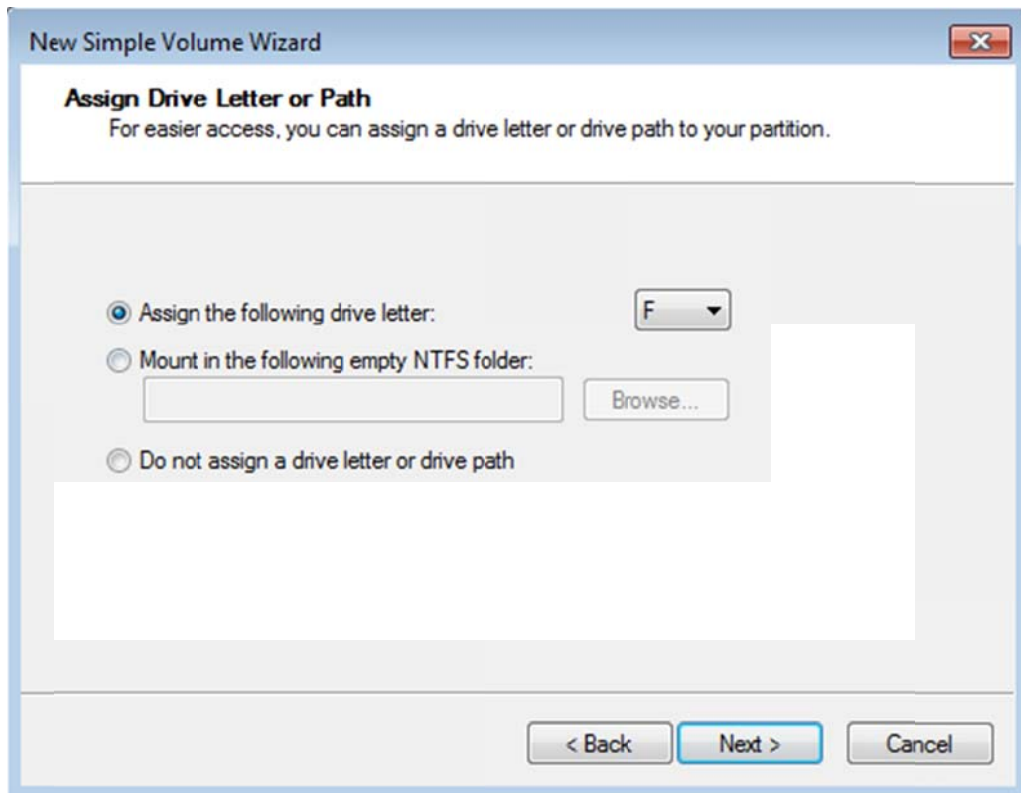 New Simple Volume Wizard
Assign Drive Letter or Path
For easier access, you can assign a drive letter or drive path to your partition.
Assign the following drive letter: F
Mount in the following empty NTFS folder:
Browse...
Do not assign a drive letter or drive path
< Back Next > Cancel